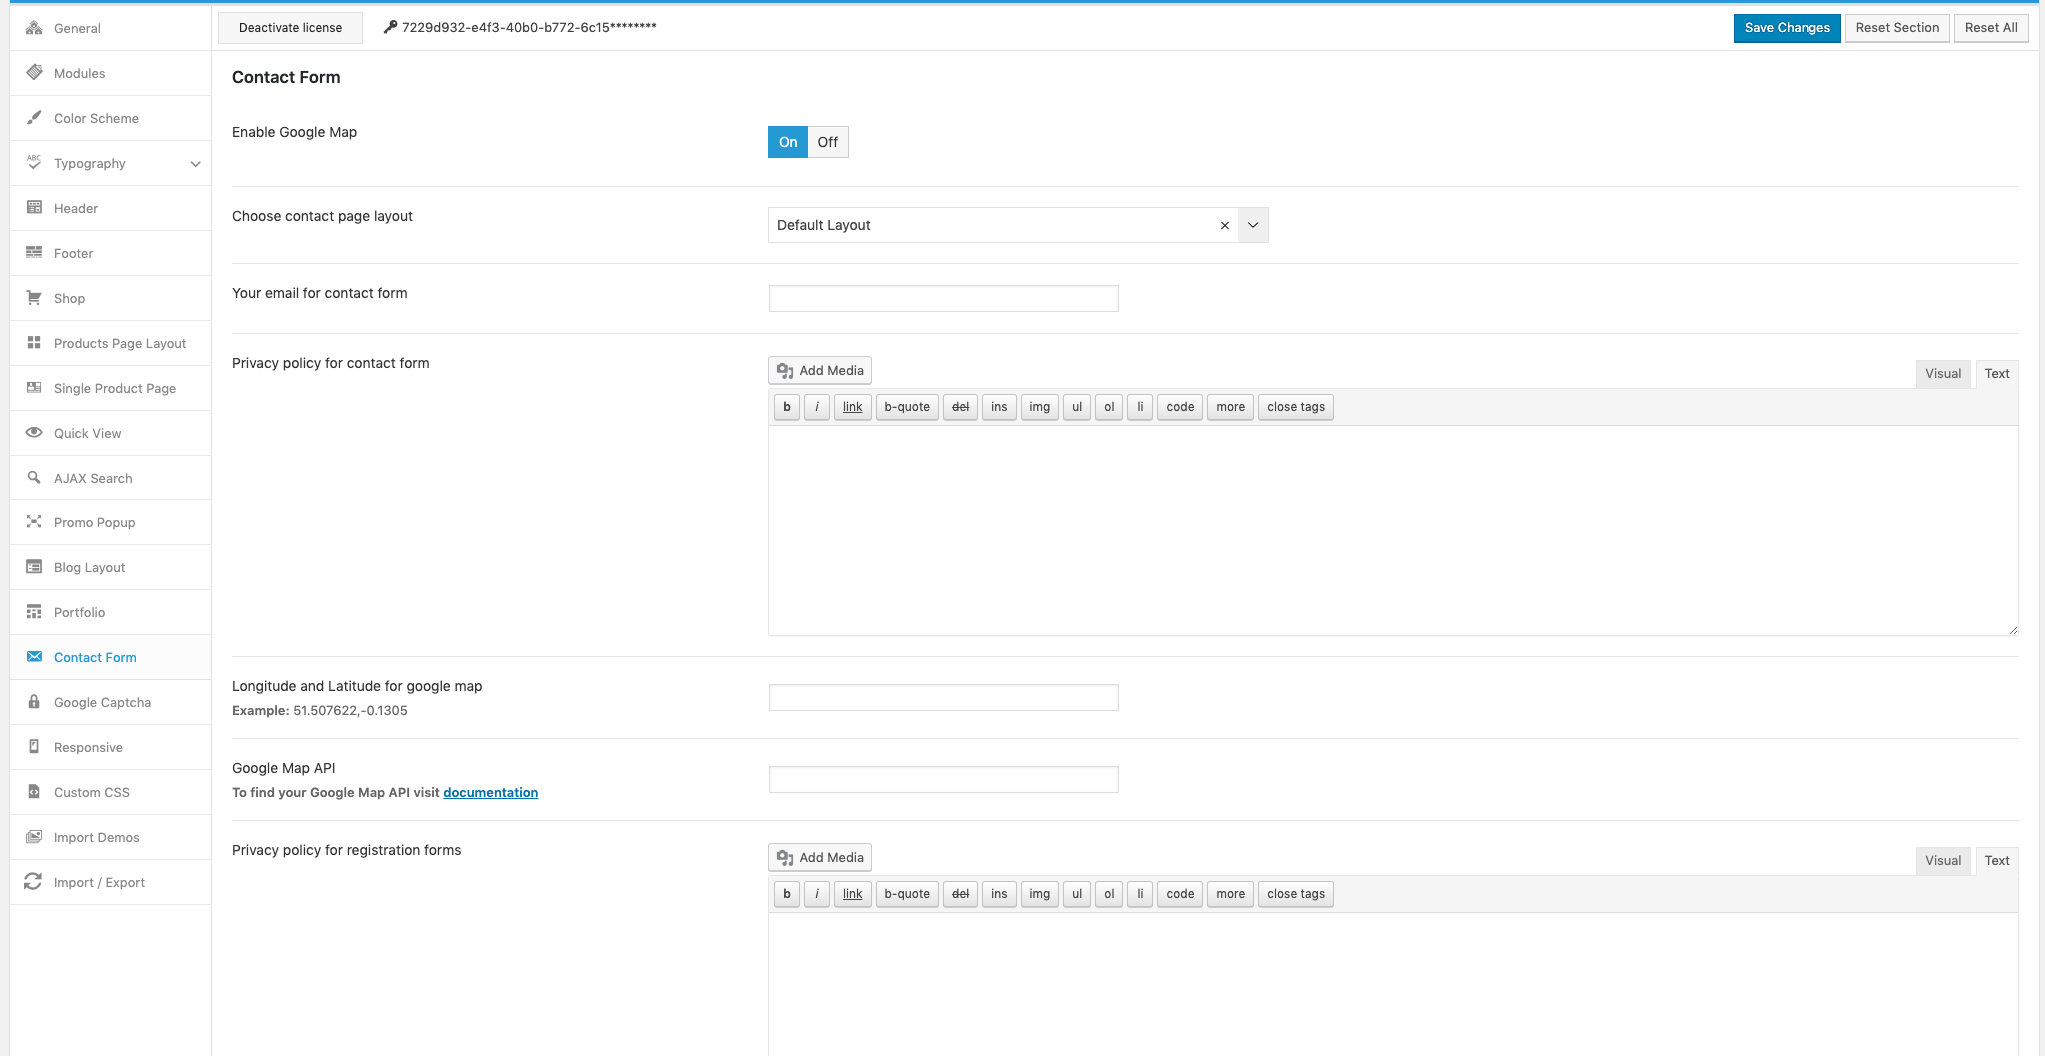 General
Modules
Color Scheme
ABC
Typography
Header
Footer
Shop
Products Page Layout
Single Product Page
Quick View
AJAX Search
Promo Popup
Blog Layout
Portfolio
Contact Form
Google Captcha
Responsive
Custom CSS
Import Demos
Import / Export
Deactivate license
7229d932-e4f3-40b0-b772-6c15********
Save Changes
Reset Section
Reset All
Contact Form
Enable Google Map
On Off
Choose contact page layout
Default Layout
Your email for contact form
Privacy policy for contact form
Add Media
Visual Text
b i link b-quote del ins img ul ol li code more close tags
Longitude and Latitude for google map
Example: 51.507622,-0.1305
Google Map API
To find your Google Map API visit documentation
Privacy policy for registration forms
Add Media
Visual Text
b i link b-quote del ins img ul ol li code more close tags